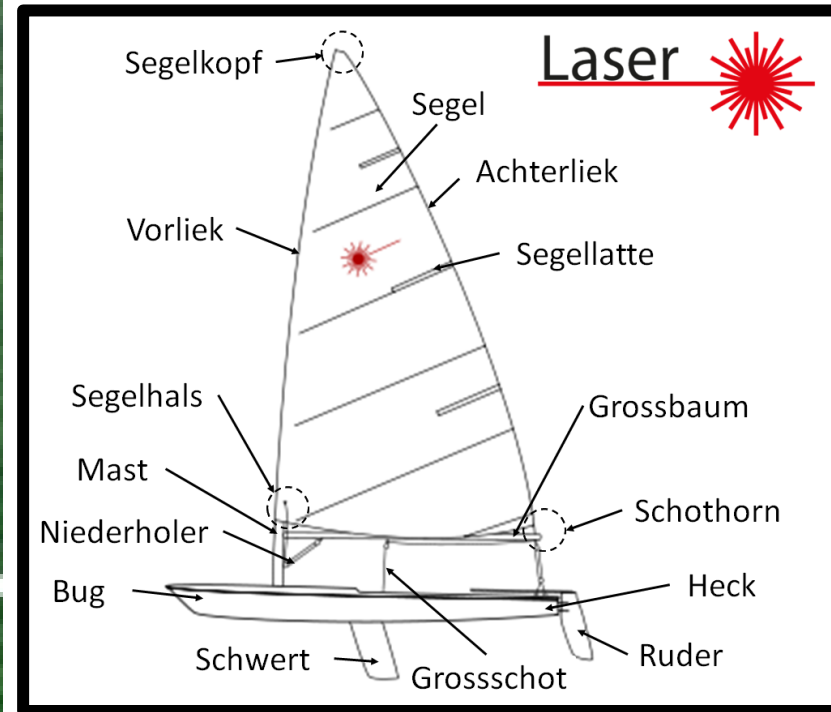 Laser
Segelkopf
Segel
Achterliek
Vorliek
Segellatte
Segelhals
Grossbaum
Mast
Schothorn
Niederholer
Bug
Heck
Schwert
Ruder
Grossschot